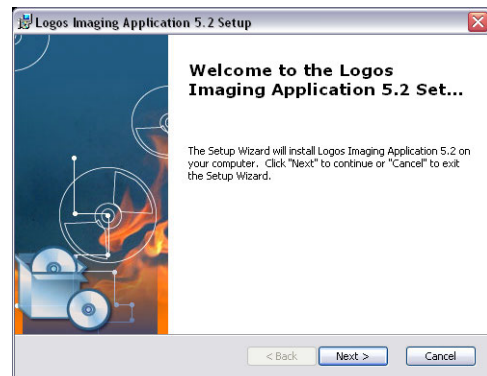 Logos Imaging Application 5.2 Setup
Welcome to the Logos
Imaging Application 5.2 Set...
The Setup Wizard will install Logos Imaging Application 5.2 on
your computer. Click "Next" to continue or "Cancel" to exit
the Setup Wizard.
< Back Next > Cancel